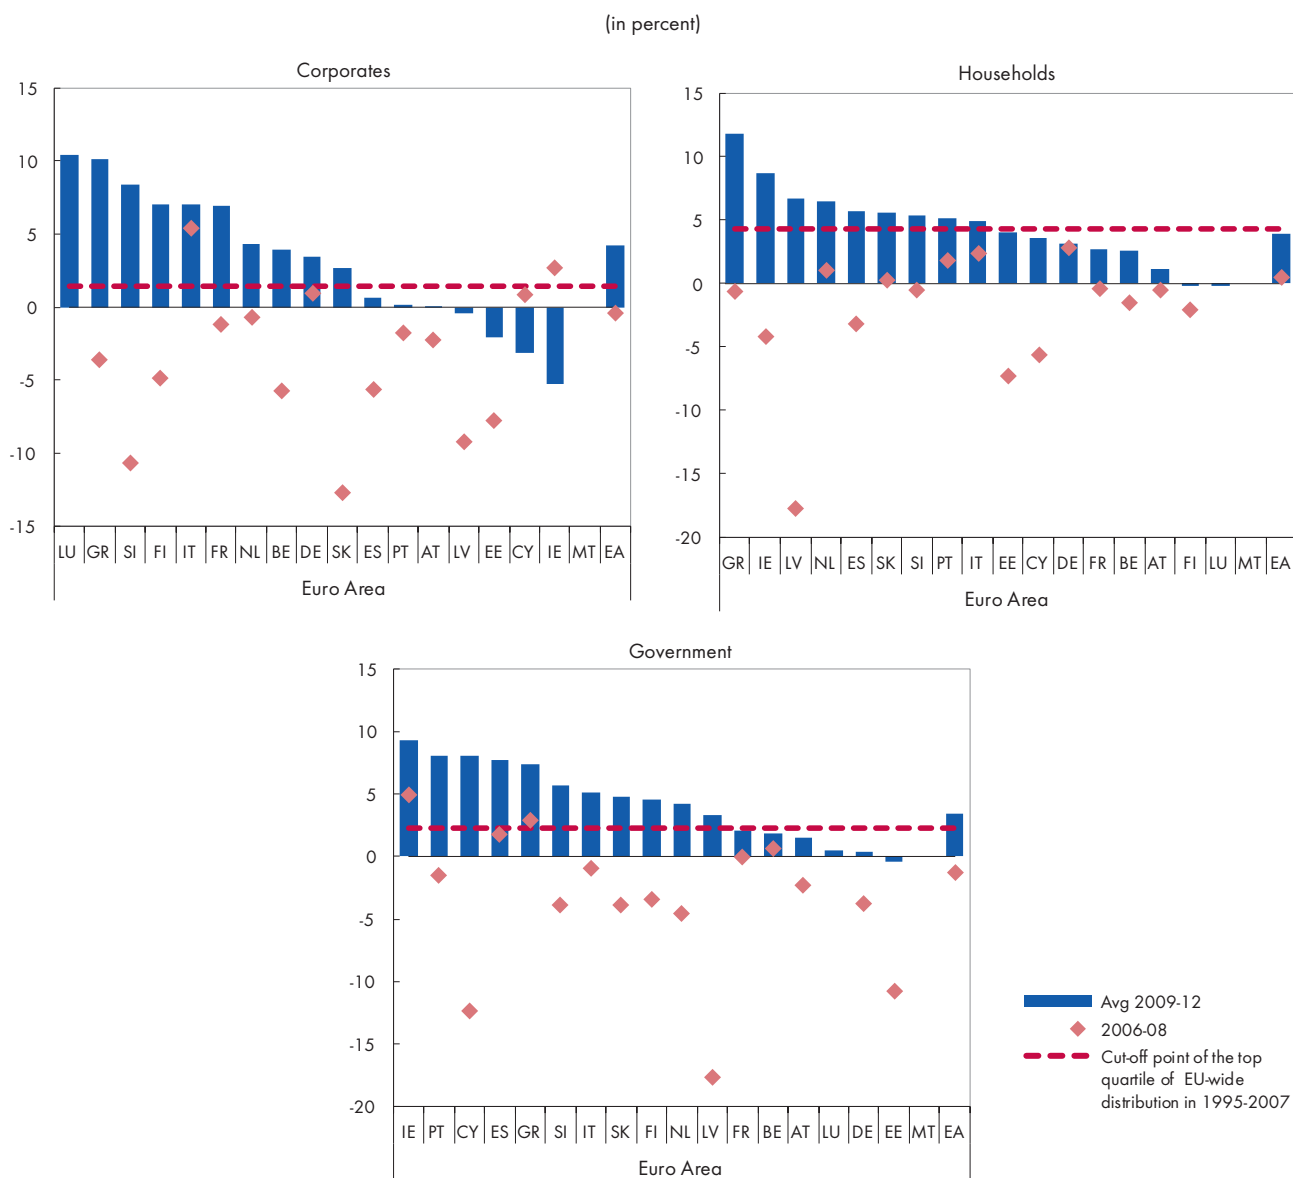 (in percent)
Corporates
15
10
5
0
-5
-10
-15
LU GR SI FI IT FR NL BE DE SK ES PT AT LV EE CY IE MT EA
Euro Area
Households
15
10
5
0
-5
-10
-15
-20
GR IE LV NL ES SK SI PT IT EE CY DE FR BE AT FI LU MT EA
Euro Area
Government
15
10
5
0
-5
-10
-15
-20
IE PT CY ES GR SI IT SK FI NL LV FR BE AT LU DE EE MT EA
Euro Area
Avg 2009-12
2006-08
Cut-off point of the top
quartile of EU-wide
distribution in 1995-2007